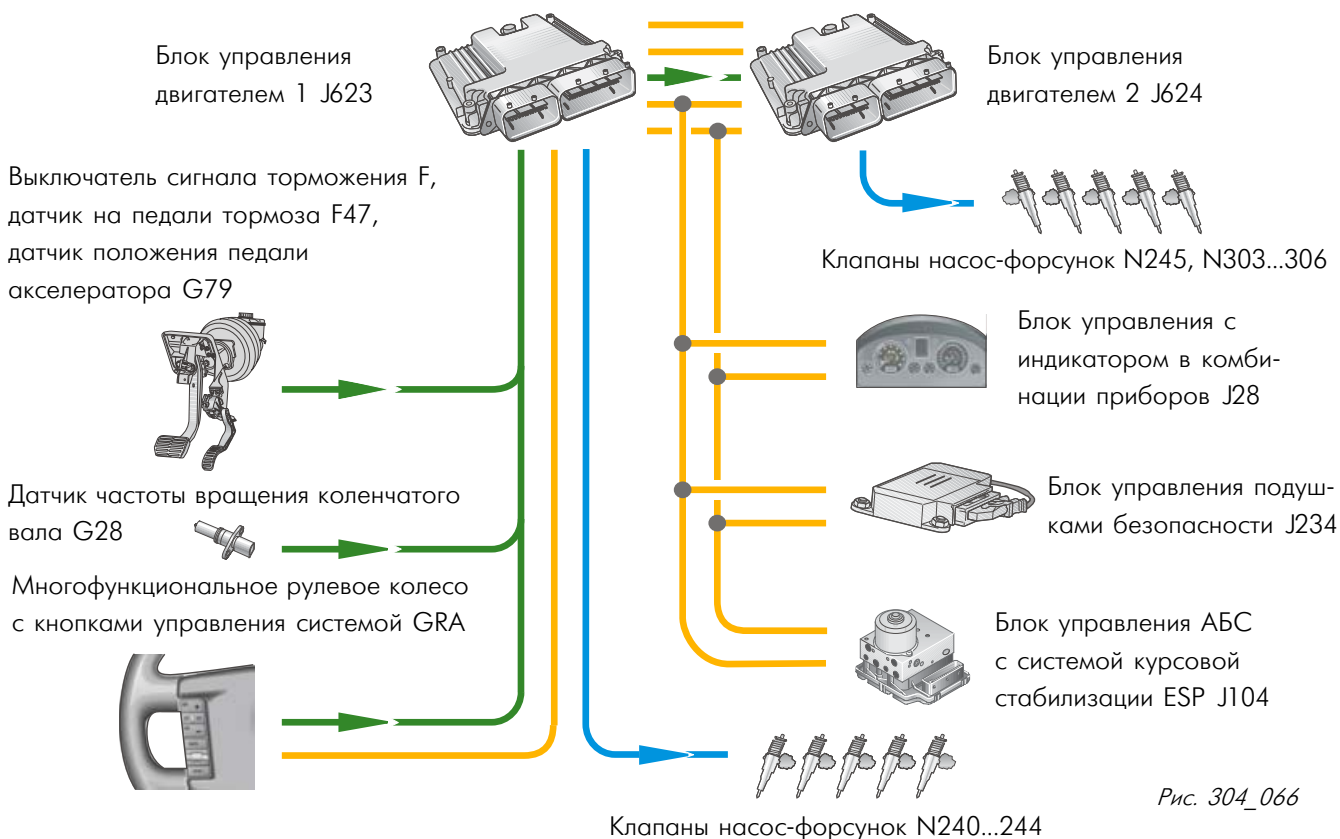 Блок управления
двигателем 1 J623
Блок управления
двигателем 2 J624
Выключатель сигнала торможения F,
датчик на педали тормоза F47,
датчик положения педали
акселератора G79
Клапаны насос-форсунок N245, N303...306
Блок управления с
индикатором в комби-
нации приборов J28
Датчик частоты вращения коленчатого
вала G28
Блок управления подуш-
ками безопасности J234
Многофункциональное рулевое колесо
с кнопками управления системой GRA
Блок управления АБС
с системой курсовой
стабилизации ESP J104
Рис. 304_066
Клапаны насос-форсунок N240...244